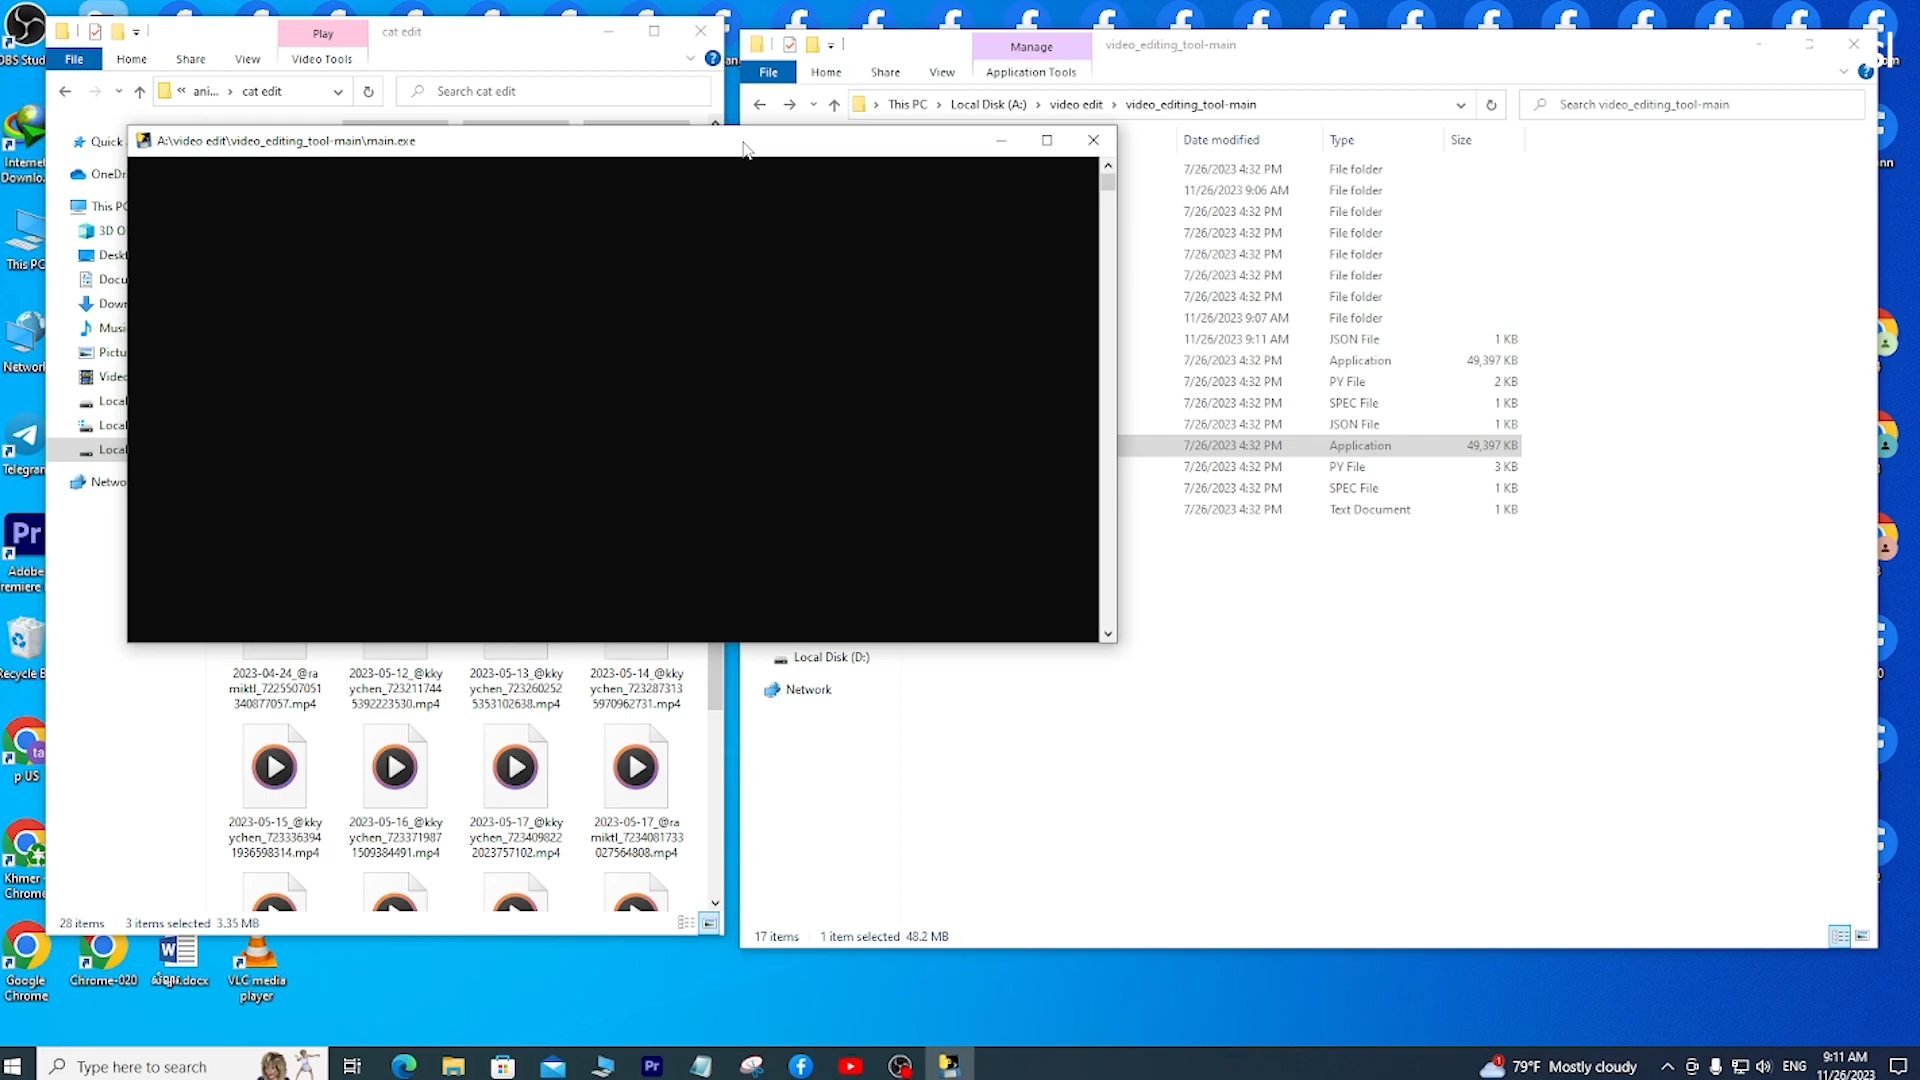 Play
cat edit
File
Home
Share
View
Video Tools
ani...
cat edit
Search cat edit
Manage
video_editing_tool-main
File
Home
Share
View
Application Tools
This PC
Local Disk (A:)
video edit
video_editing_tool-main
Search video_editing_tool-main
A:\video edit\video_editing_tool-main\main.exe
Date modified
Type
Size
7/26/2023 4:32 PM File folder
11/26/2023 9:06 AM File folder
7/26/2023 4:32 PM File folder
7/26/2023 4:32 PM File folder
7/26/2023 4:32 PM File folder
7/26/2023 4:32 PM File folder
7/26/2023 4:32 PM File folder
11/26/2023 9:07 AM File folder
11/26/2023 9:11 AM JSON File 1 KB
7/26/2023 4:32 PM Application 49,397 KB
7/26/2023 4:32 PM PY File 2 KB
7/26/2023 4:32 PM SPEC File 1 KB
7/26/2023 4:32 PM JSON File 1 KB
7/26/2023 4:32 PM Application 49,397 KB
7/26/2023 4:32 PM PY File 3 KB
7/26/2023 4:32 PM SPEC File 1 KB
7/26/2023 4:32 PM Text Document 1 KB
Quick
OneDr
This PC
3D O
Deskt
Docu
Down
Musi
Pictu
Video
Local
Local
Local
Netwo
Local Disk (D:)
Network
2023-04-24_@ra
miktl_7225507051
340877057.mp4
2023-05-12_@kky
ychen_723211744
5392223530.mp4
2023-05-13_@kky
ychen_723260252
5353102638.mp4
2023-05-14_@kky
ychen_723287313
5970962731.mp4
2023-05-15_@kky
ychen_723336394
1936598314.mp4
2023-05-16_@kky
ychen_723371987
1509384491.mp4
2023-05-17_@kky
ychen_723409822
2023757102.mp4
2023-05-17_@ra
miktl_7234081733
027564808.mp4
28 items
3 items selected 3.35 MB
17 items
1 item selected 48.2 MB
OBS Stud
Internet
Downlo...
This PC
Network
Telegram
Pr
Adobe
Premiere
Recycle B
ta
p US
Khmer -
Chrome
Google
Chrome
Chrome-020
VLC media
player
Type here to search
Pr
1
79°F Mostly cloudy
ENG
9:11 AM
11/26/2023